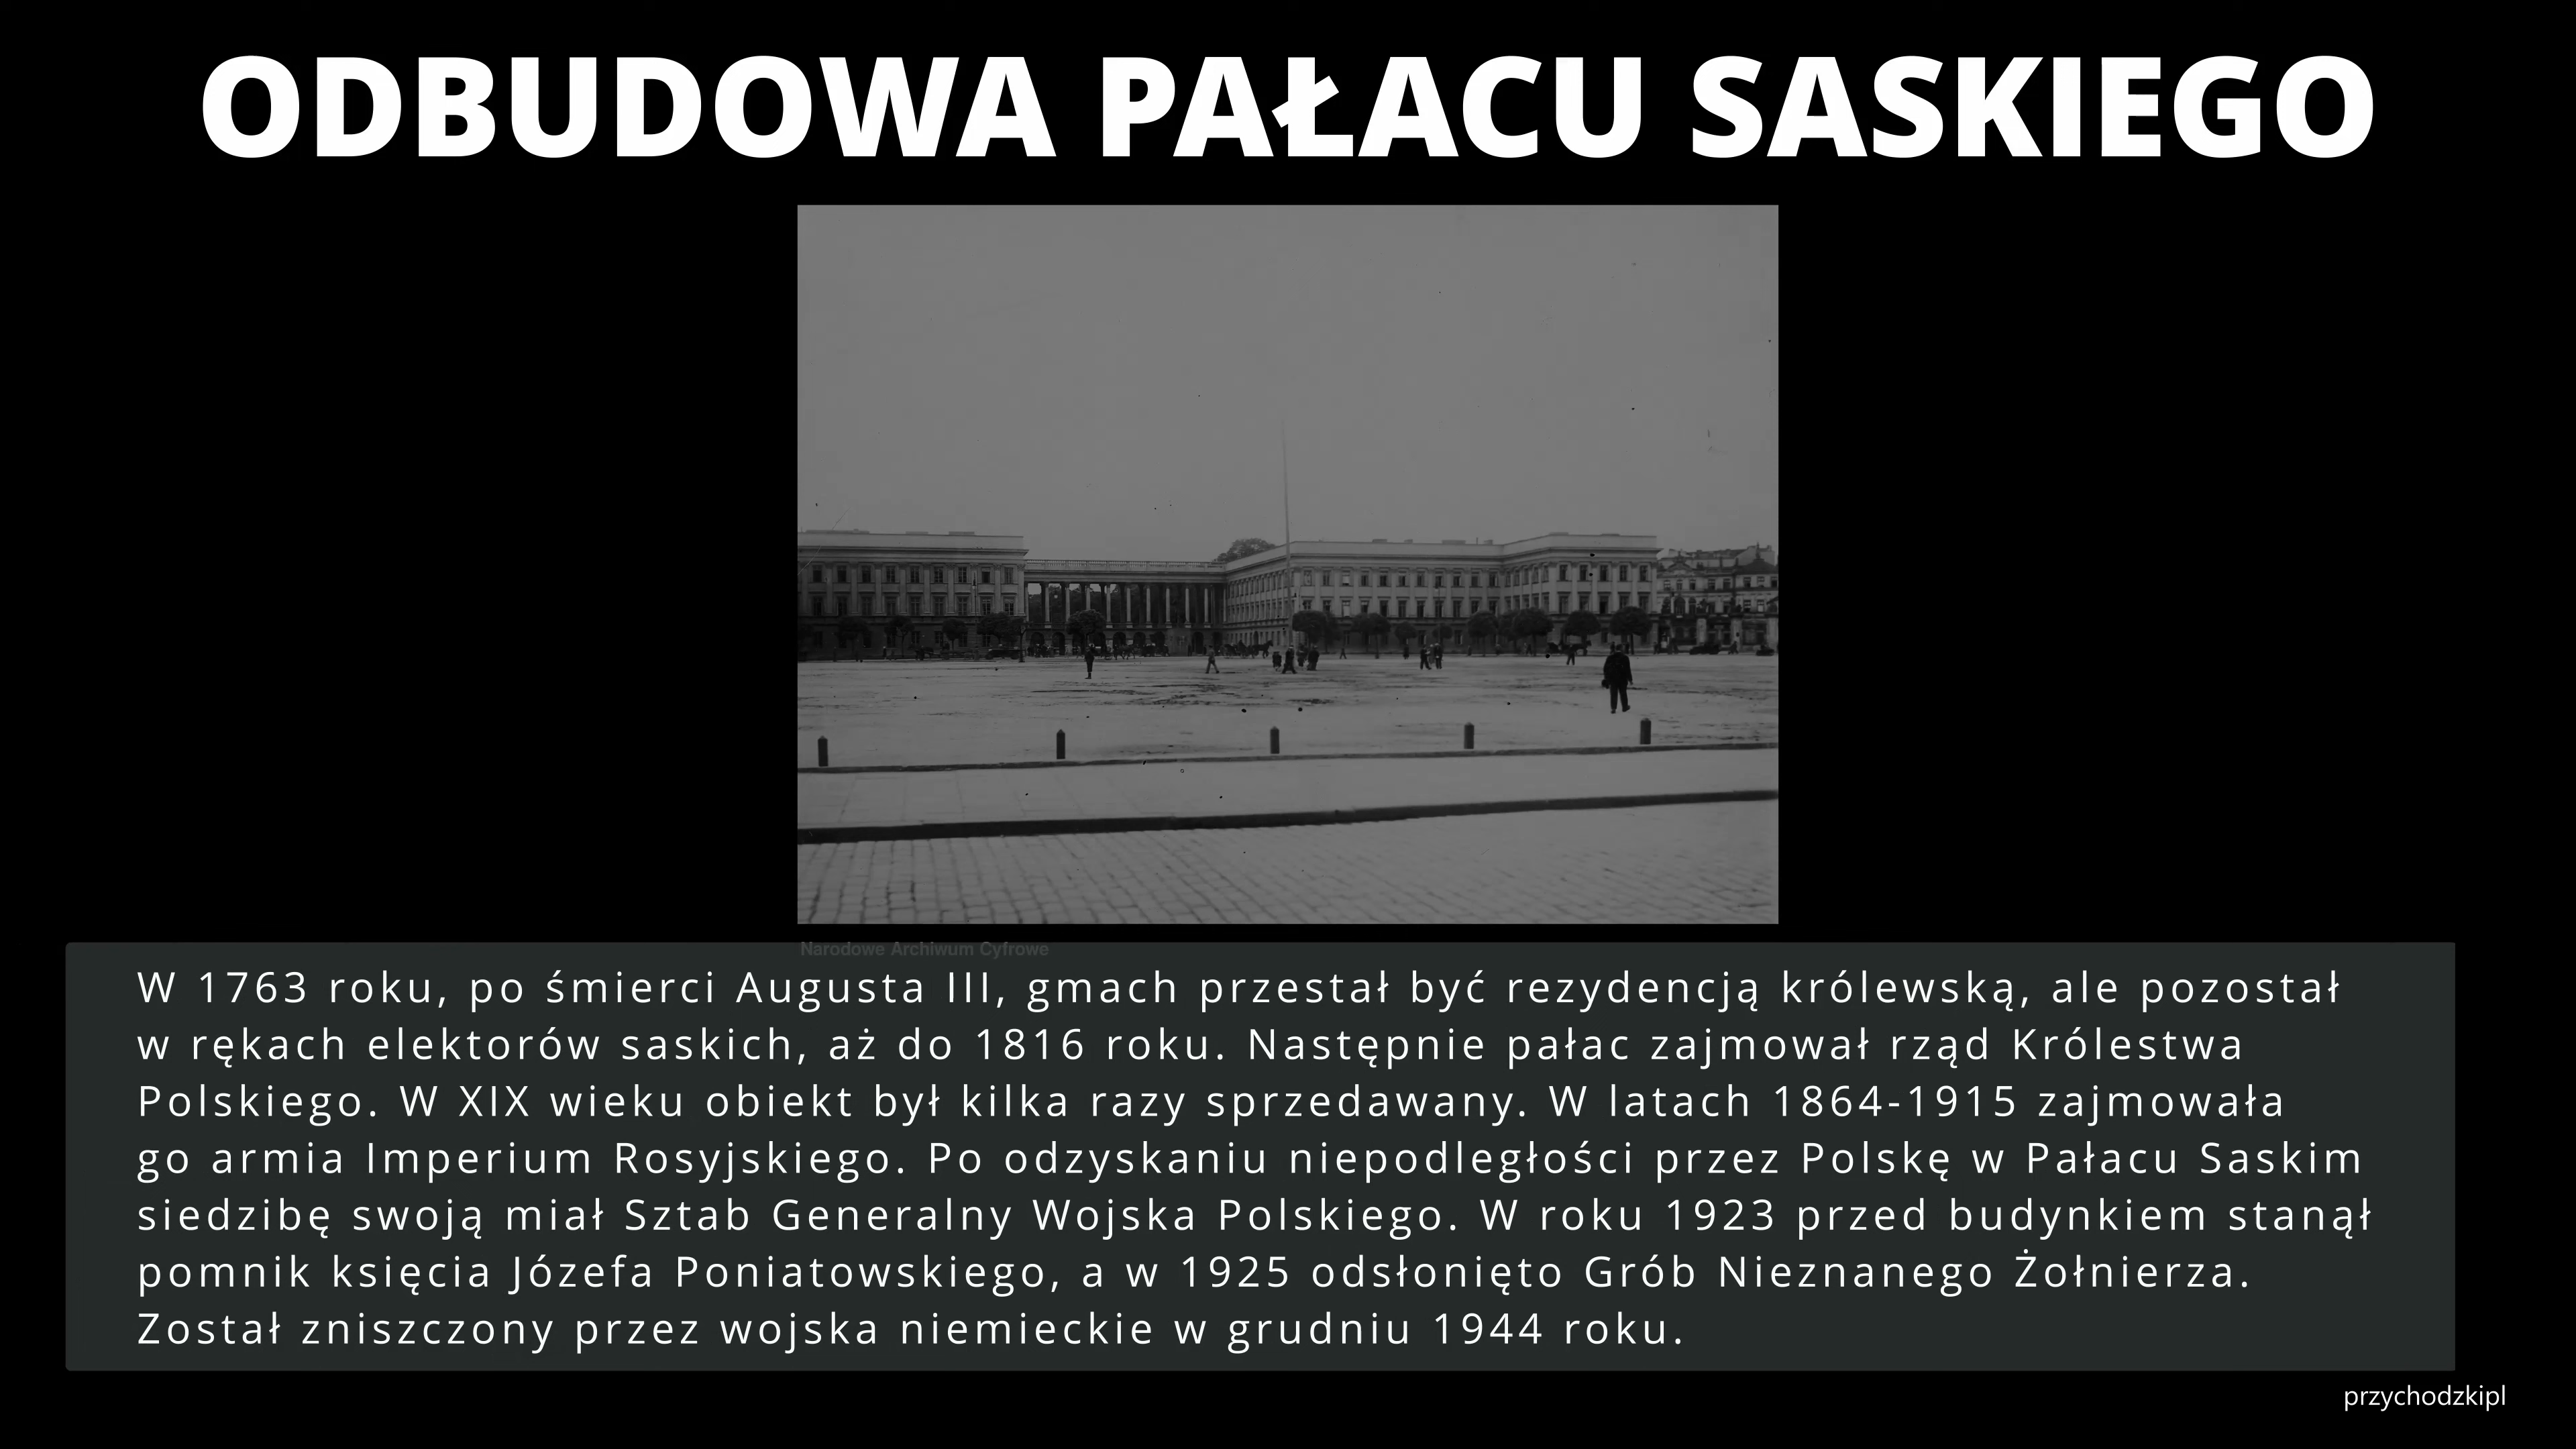 ODBUDOWA PAŁACU SASKIEGO
Narodowe Archiwum Cyfrowe
W 1763 roku, po śmierci Augusta III, gmach przestał być rezydencją królewską, ale pozostał
w rękach elektorów saskich, aż do 1816 roku. Następnie pałac zajmował rząd Królestwa
Polskiego. W XIX wieku obiekt był kilka razy sprzedawany. W latach 1864-1915 zajmowała
go armia Imperium Rosyjskiego. Po odzyskaniu niepodległości przez Polskę w Pałacu Saskim
siedzibę swoją miał Sztab Generalny Wojska Polskiego. W roku 1923 przed budynkiem stanął
pomnik księcia Józefa Poniatowskiego, a w 1925 odsłonięto Grób Nieznanego Żołnierza.
Został zniszczony przez wojska niemieckie w grudniu 1944 roku.
przychodzkipl